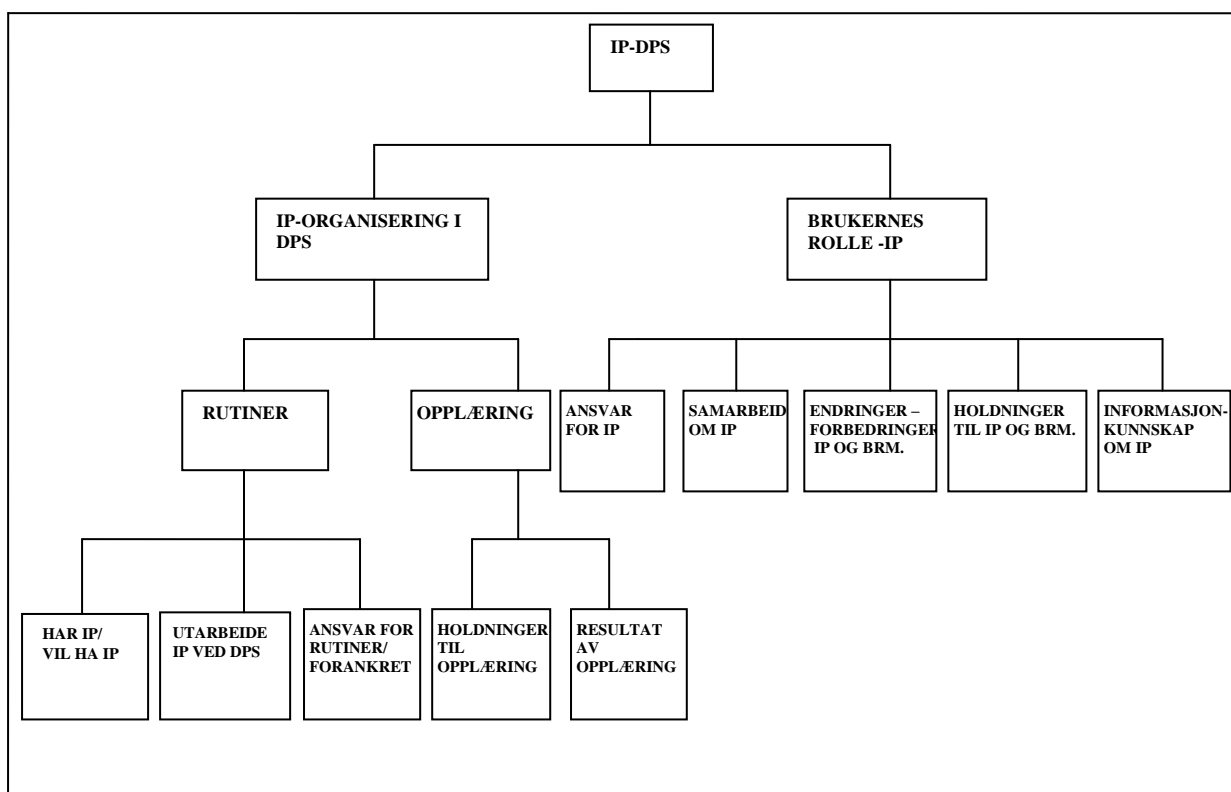 IP-DPS
IP-ORGANISERING I
DPS
BRUKERNES
ROLLE -IP
RUTINER
OPPLÆRING
ANSVAR
FOR IP
SAMARBEID
OM IP
ENDRINGER –
FORBEDRINGER
IP OG BRM.
HOLDNINGER
TIL IP OG BRM.
INFORMASJON-
KUNNSKAP
OM IP
HAR IP/
VIL HA IP
UTARBEIDE
IP VED DPS
ANSVAR FOR
RUTINER/
FORANKRET
HOLDNINGER
TIL
OPPLÆRING
RESULTAT
AV
OPPLÆRING